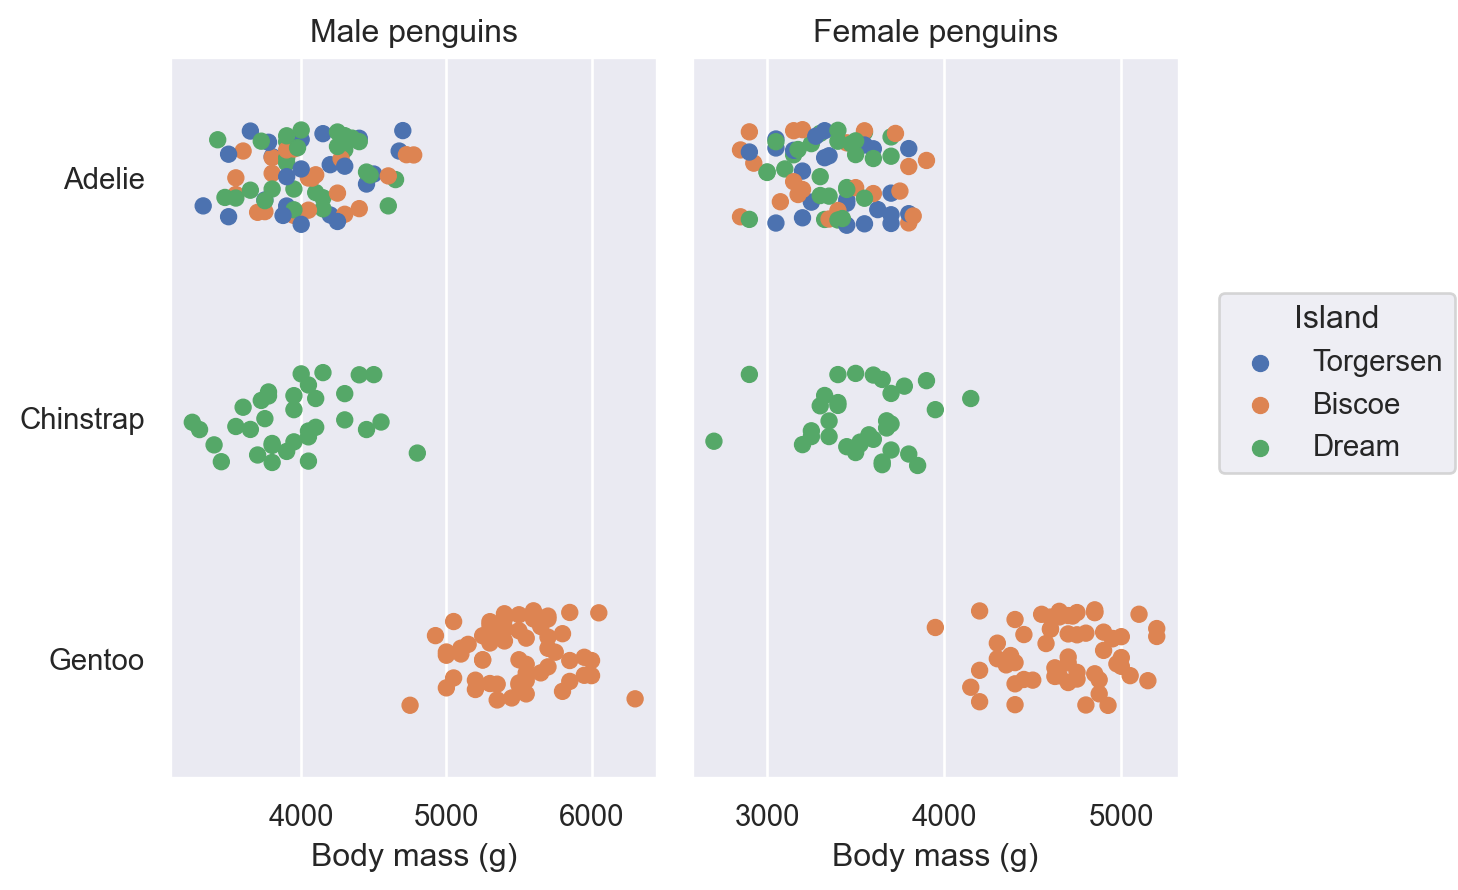 Male penguins
Female penguins
Adelie
Chinstrap
Gentoo
4000 5000 6000
3000 4000 5000
Body mass (g)
Body mass (g)
Island
Torgersen
Biscoe
Dream